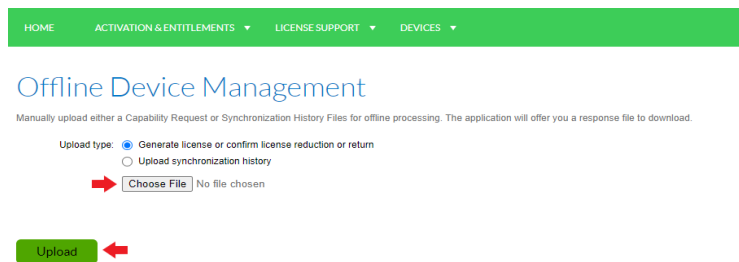 HOME ACTIVATION & ENTITLEMENTS LICENSE SUPPORT DEVICES
Offline Device Management
Manually upload either a Capability Request or Synchronization History Files for offline processing. The application will offer you a response file to download.
Upload type: Generate license or confirm license reduction or return
Upload synchronization history
Choose File No file chosen
Upload